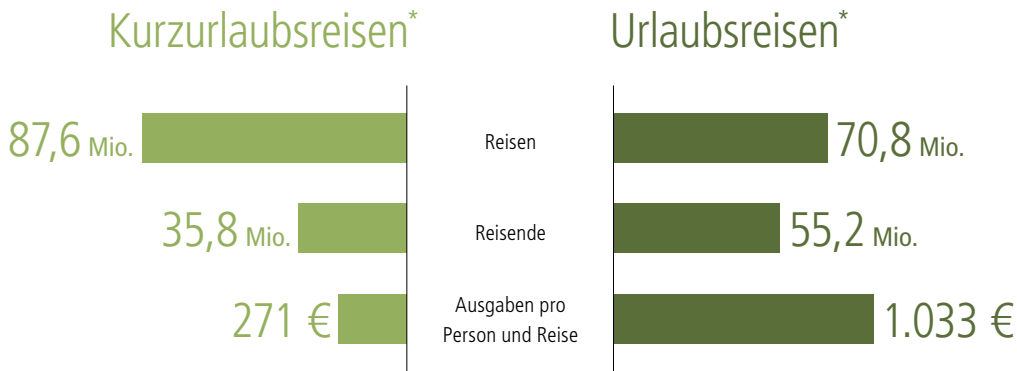 Kurzurlaubsreisen* Urlaubsreisen*
87,6 Mio. Reisen 70,8 Mio.
35,8 Mio. Reisende 55,2 Mio.
271 € Ausgaben pro Person und Reise 1.033 €